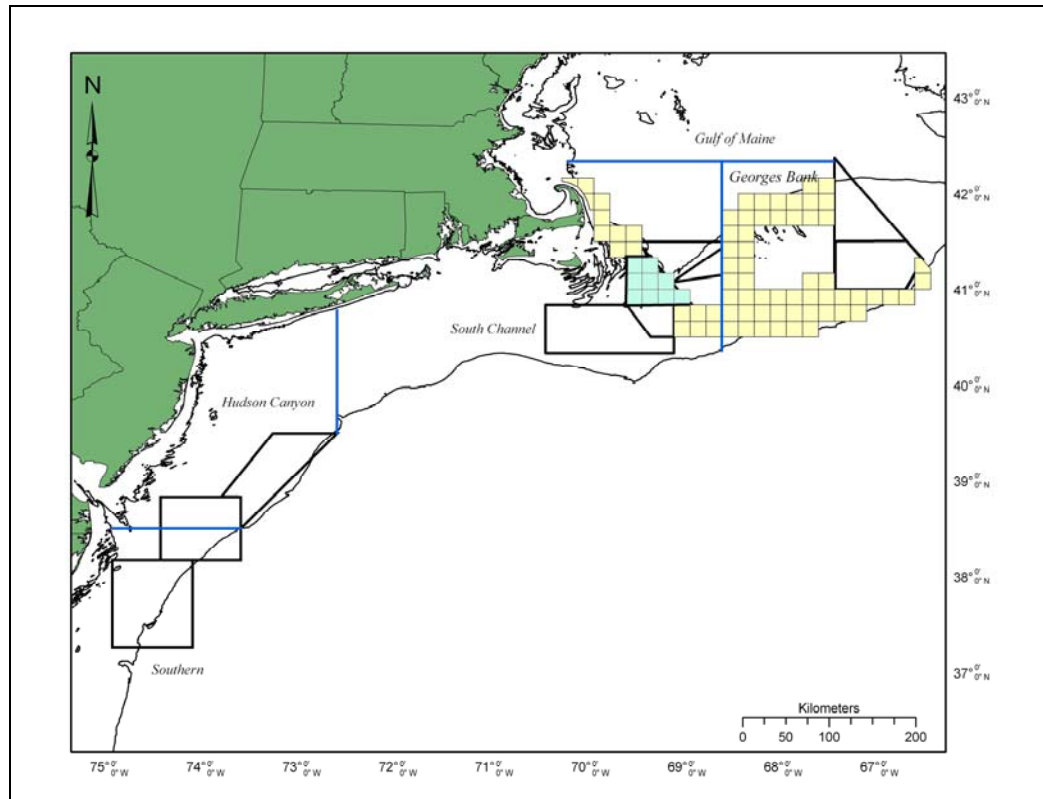 N
Gulf of Maine
Georges Bank
South Channel
Hudson Canyon
Southern
43° 0' 0" N
42° 0' 0" N
41° 0' 0" N
40° 0' 0" N
39° 0' 0" N
38° 0' 0" N
37° 0' 0" N
Kilometers
0 50 100 200
75° 0' 0" W 74° 0' 0" W 73° 0' 0" W 72° 0' 0" W 71° 0' 0" W 70° 0' 0" W 69° 0' 0" W 68° 0' 0" W 67° 0' 0" W